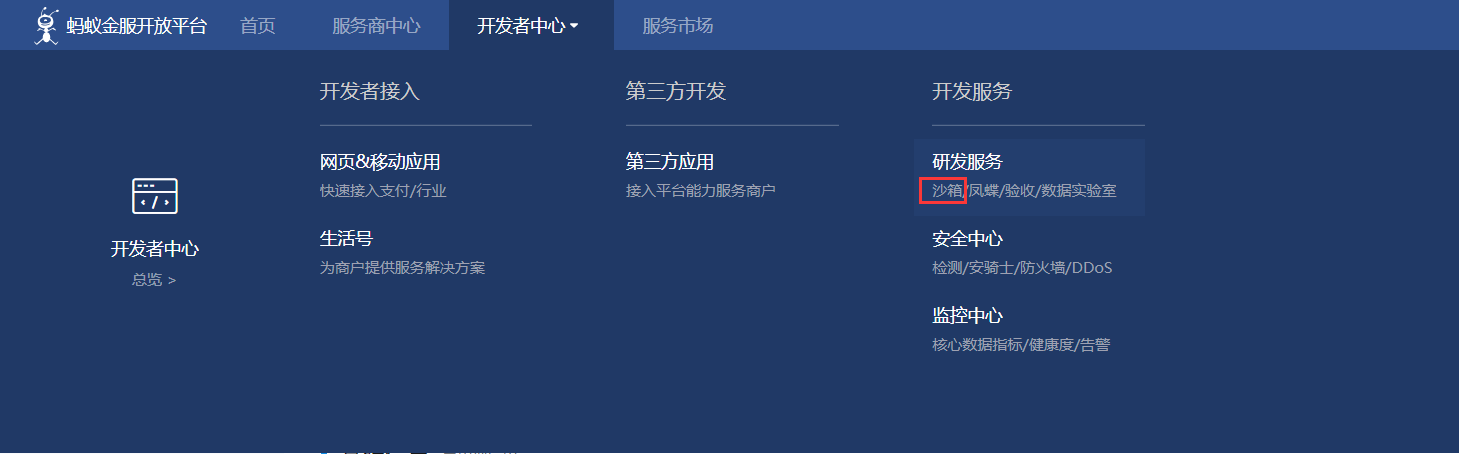 蚂蚁金服开放平台 首页 服务商中心 开发者中心 服务市场
开发者中心
总览 >
开发者接入
网页&移动应用
快速接入支付/行业
生活号
为商户提供服务解决方案
第三方开发
第三方应用
接入平台能力服务商户
开发服务
研发服务
沙箱/凤蝶/验收/数据实验室
安全中心
检测/安骑士/防火墙/DDoS
监控中心
核心数据指标/健康度/告警